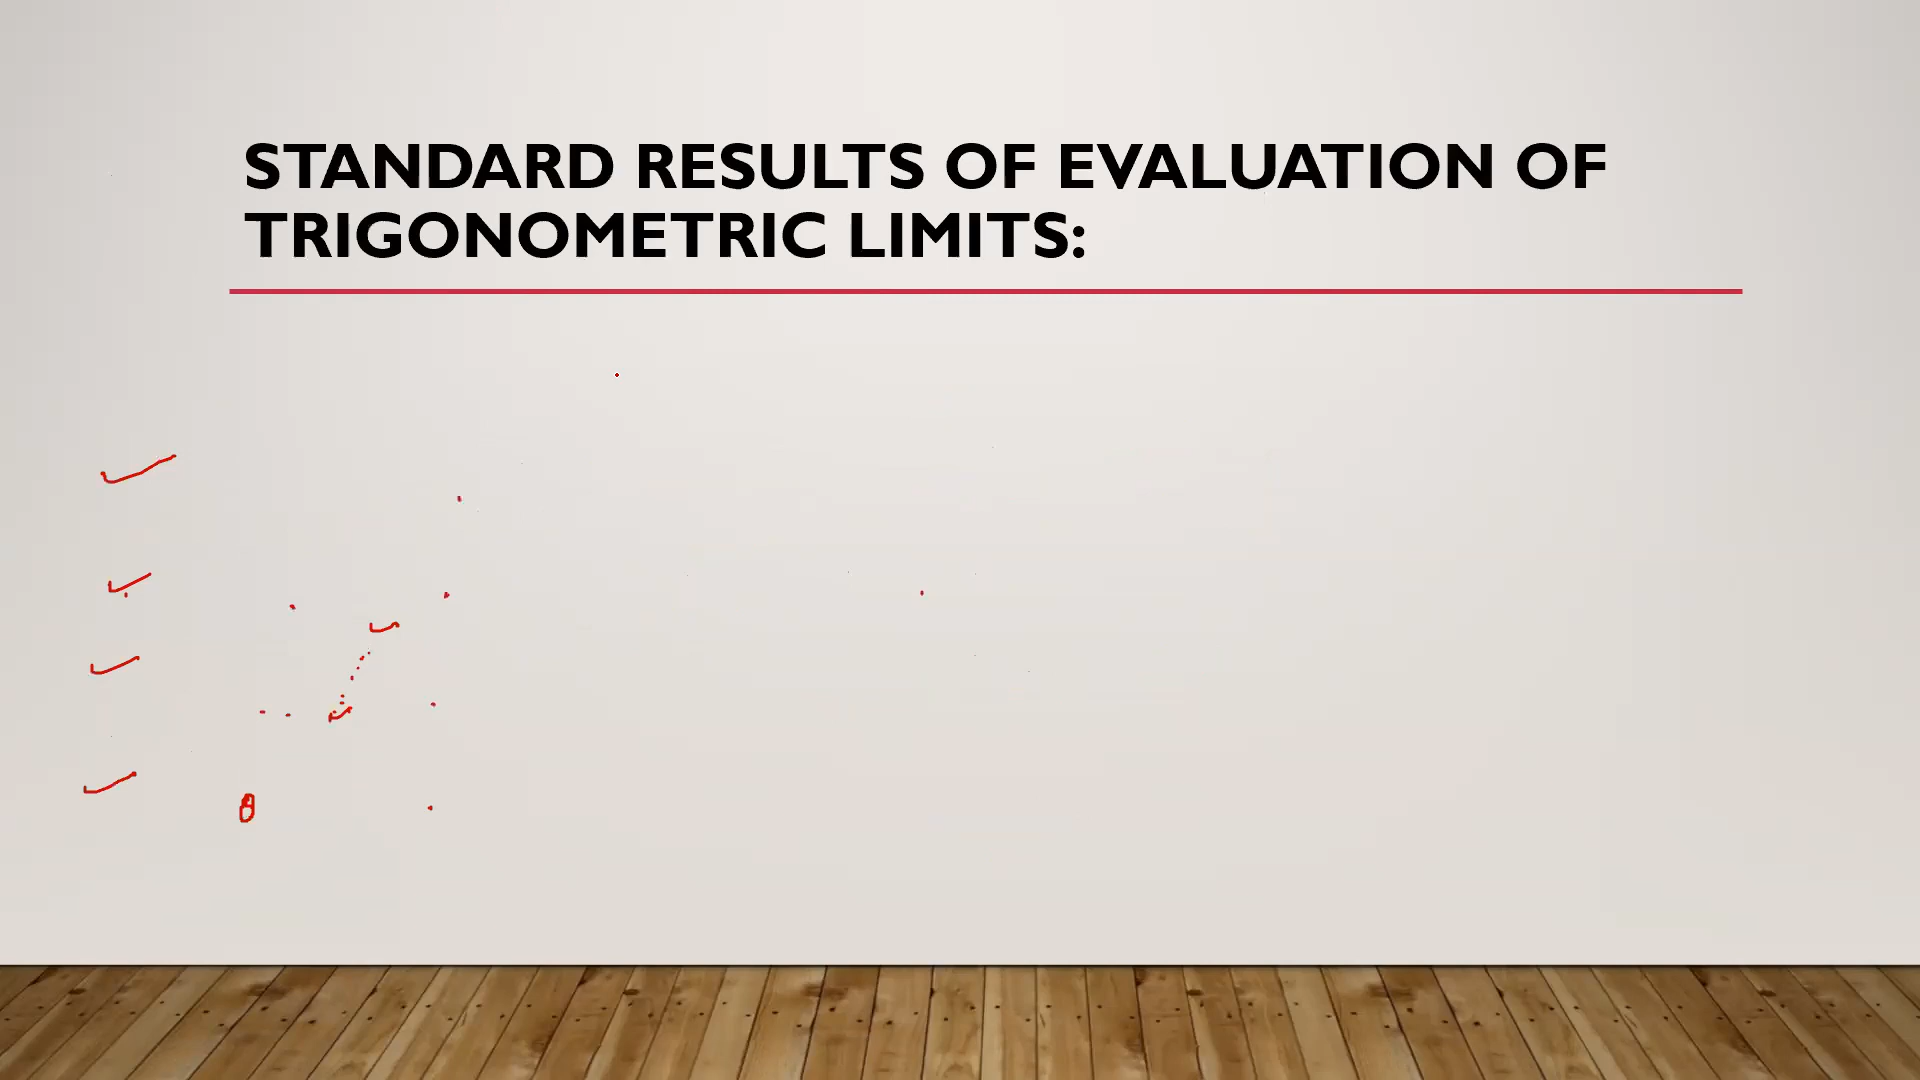 STANDARD RESULTS OF EVALUATION OF
TRIGONOMETRIC LIMITS: